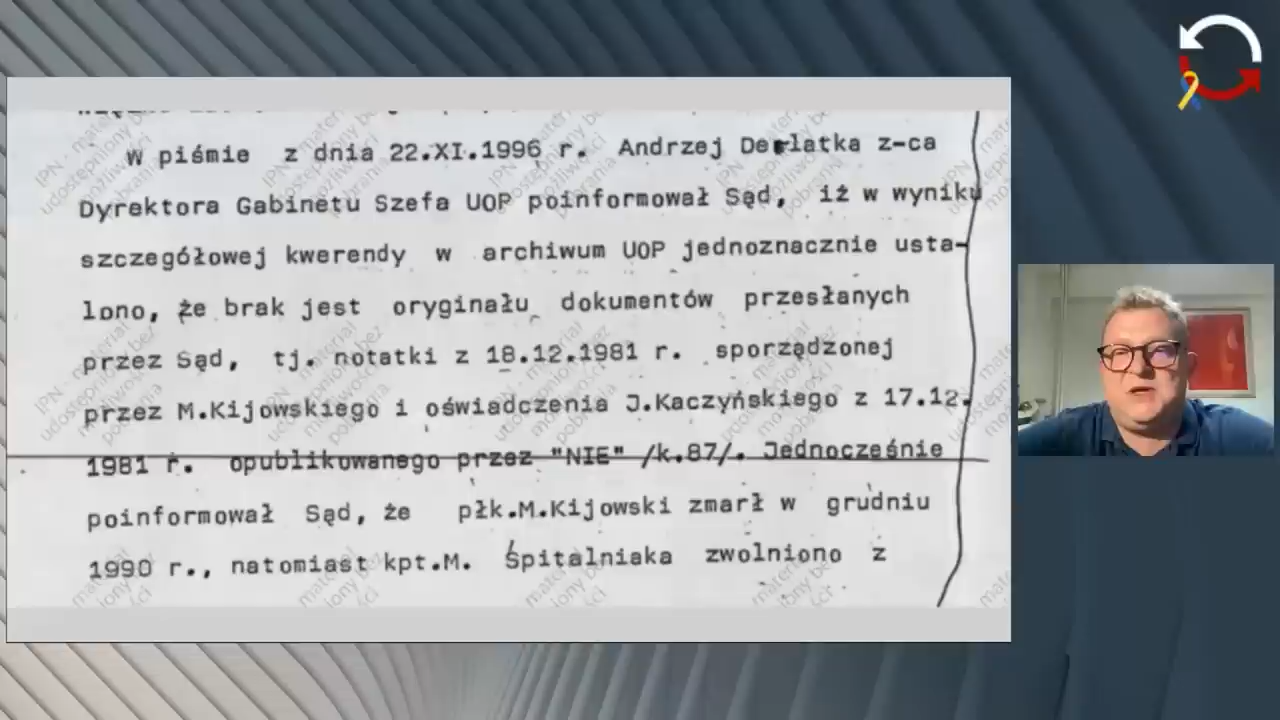 W piśmie z dnia 22.XI.1996 r. Andrzej Derlatka z-ca
Dyrektora Gabinetu Szefa UOP poinformował Sąd, iż w wyniku
szczegółowej kwerendy w archiwum UOP jednoznacznie usta-
lono, że brak jest oryginału dokumentów przesłanych
przez Sąd, tj. notatki z 18.12.1981 r. sporządzonej
przez M.Kijowskiego i oświadczenia J.Kaczyńskiego z 17.12.
1981 r. opublikowanego przez "NIE" /k.87/. Jednocześnie
poinformował Sąd, że płk.M.Kijowski zmarł w grudniu
1990 r., natomiast kpt.M. Śpitalniaka zwolniono z